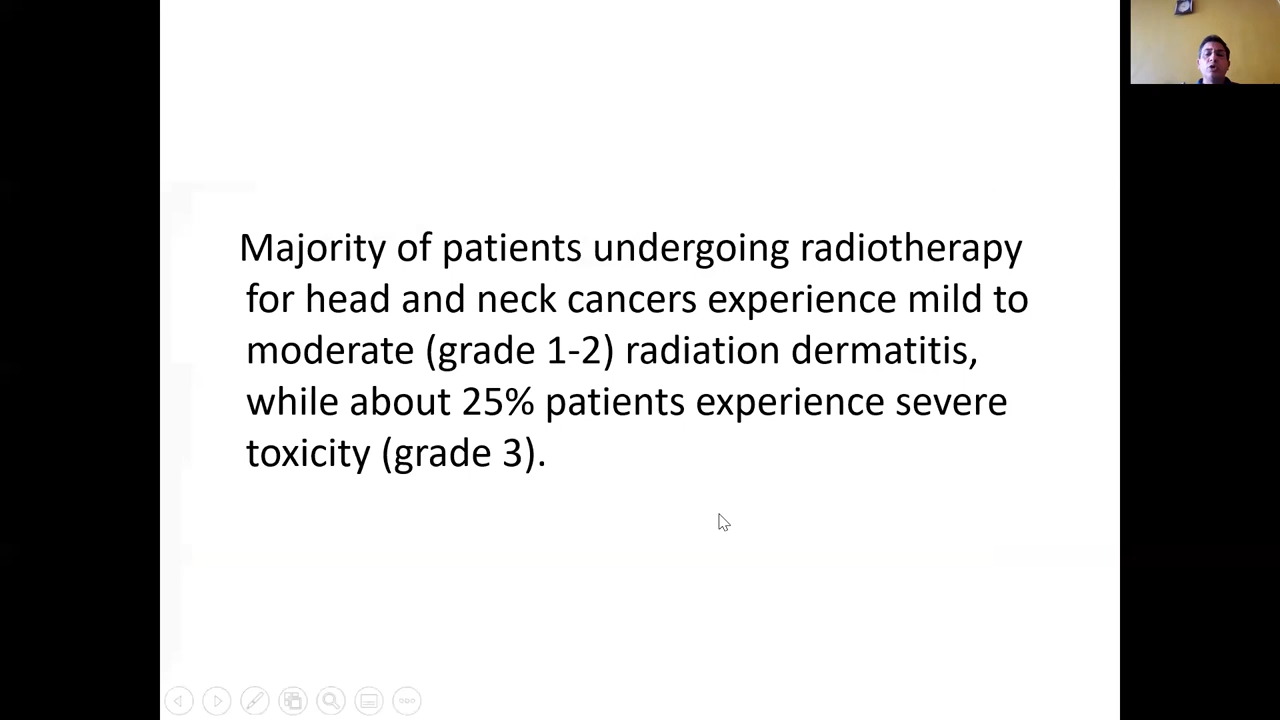 Majority of patients undergoing radiotherapy
for head and neck cancers experience mild to
moderate (grade 1-2) radiation dermatitis,
while about 25% patients experience severe
toxicity (grade 3).